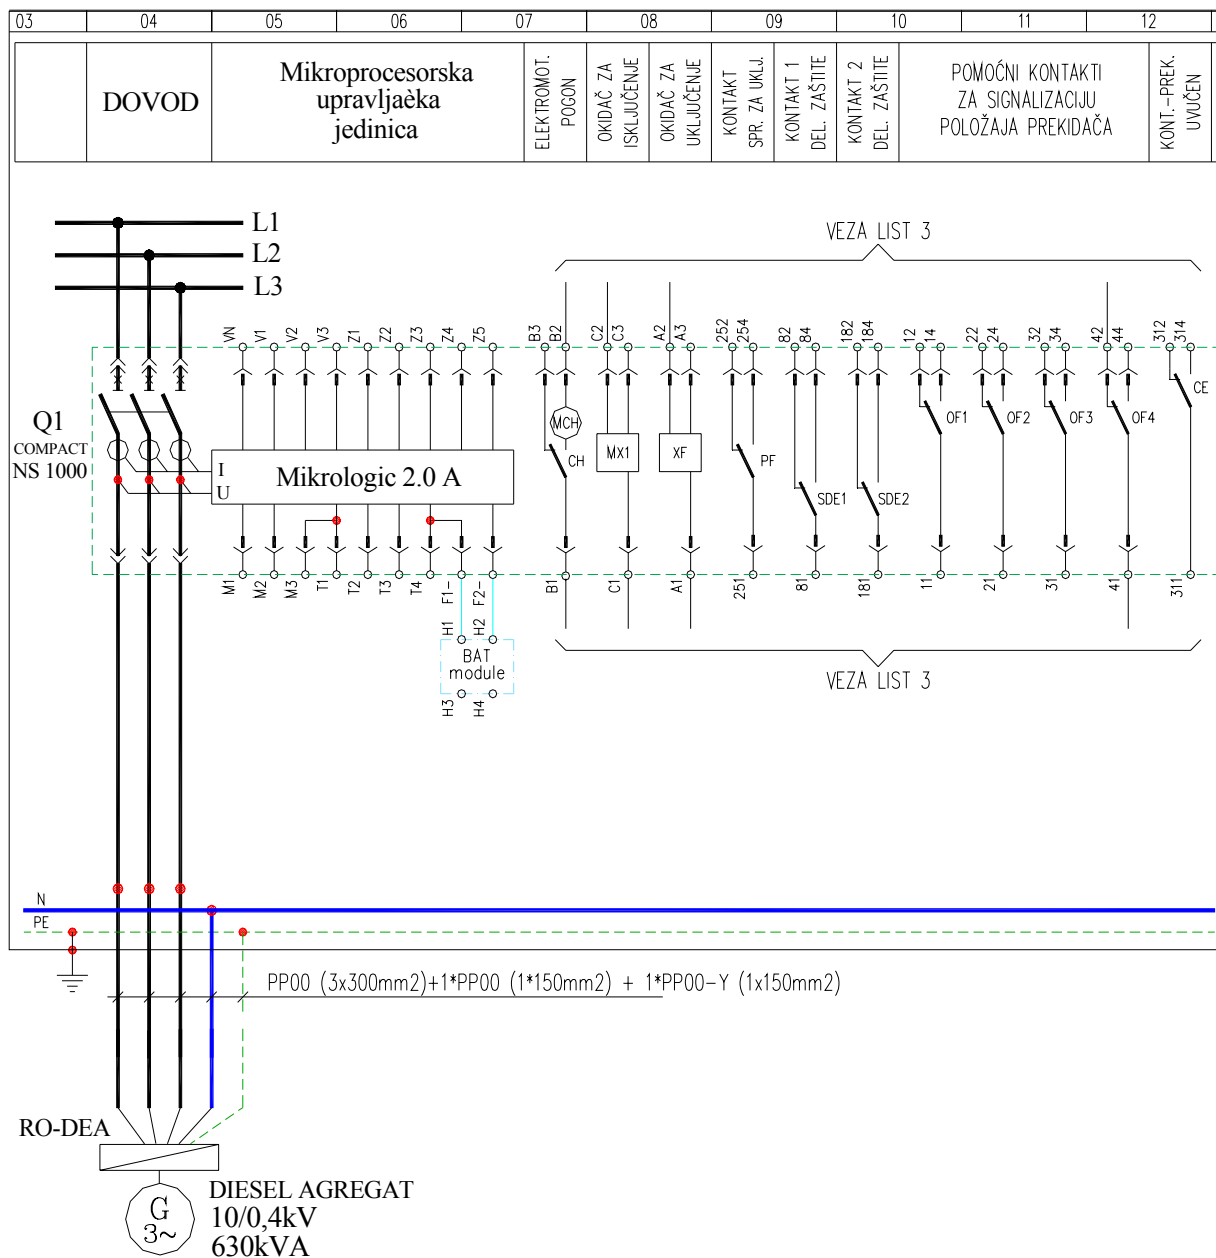 03 04 05 06 07 08 09 10 11 12
DOVOD
Mikroprocesorska
upravljaèka
jedinica
ELEKTROMOT.
POGON
OKIDAČ ZA
ISKLJUČENJE
OKIDAČ ZA
UKLJUČENJE
KONTAKT
SPR. ZA UKLJ.
KONTAKT 1
DEL. ZAŠTITE
KONTAKT 2
DEL. ZAŠTITE
POMOĆNI KONTAKTI
ZA SIGNALIZACIJU
POLOŽAJA PREKIDAČA
KONT.-PREK.
UVUČEN
L1
L2
L3
VEZA LIST 3
VN V1 V2 V3 Z1 Z2 Z3 Z4 Z5 B3 B2 C2 C3 A2 A3 252 254 82 84 182 184 12 14 22 24 32 34 42 44 312 314
Q1
COMPACT
NS 1000
I
U
Mikrologic 2.0 A
MCH
CH
MX1
XF
PF
SDE1
SDE2
OF1
OF2
OF3
OF4
CE
M1 M2 M3 T1 T2 T3 T4 F1- F2- B1 C1 A1 251 81 181 11 21 31 41 311
H1 H2
BAT
module
H3 H4
VEZA LIST 3
N
PE
PP00 (3x300mm2)+1*PP00 (1*150mm2) + 1*PP00-Y (1x150mm2)
RO-DEA
G
3~
DIESEL AGREGAT
10/0,4kV
630kVA